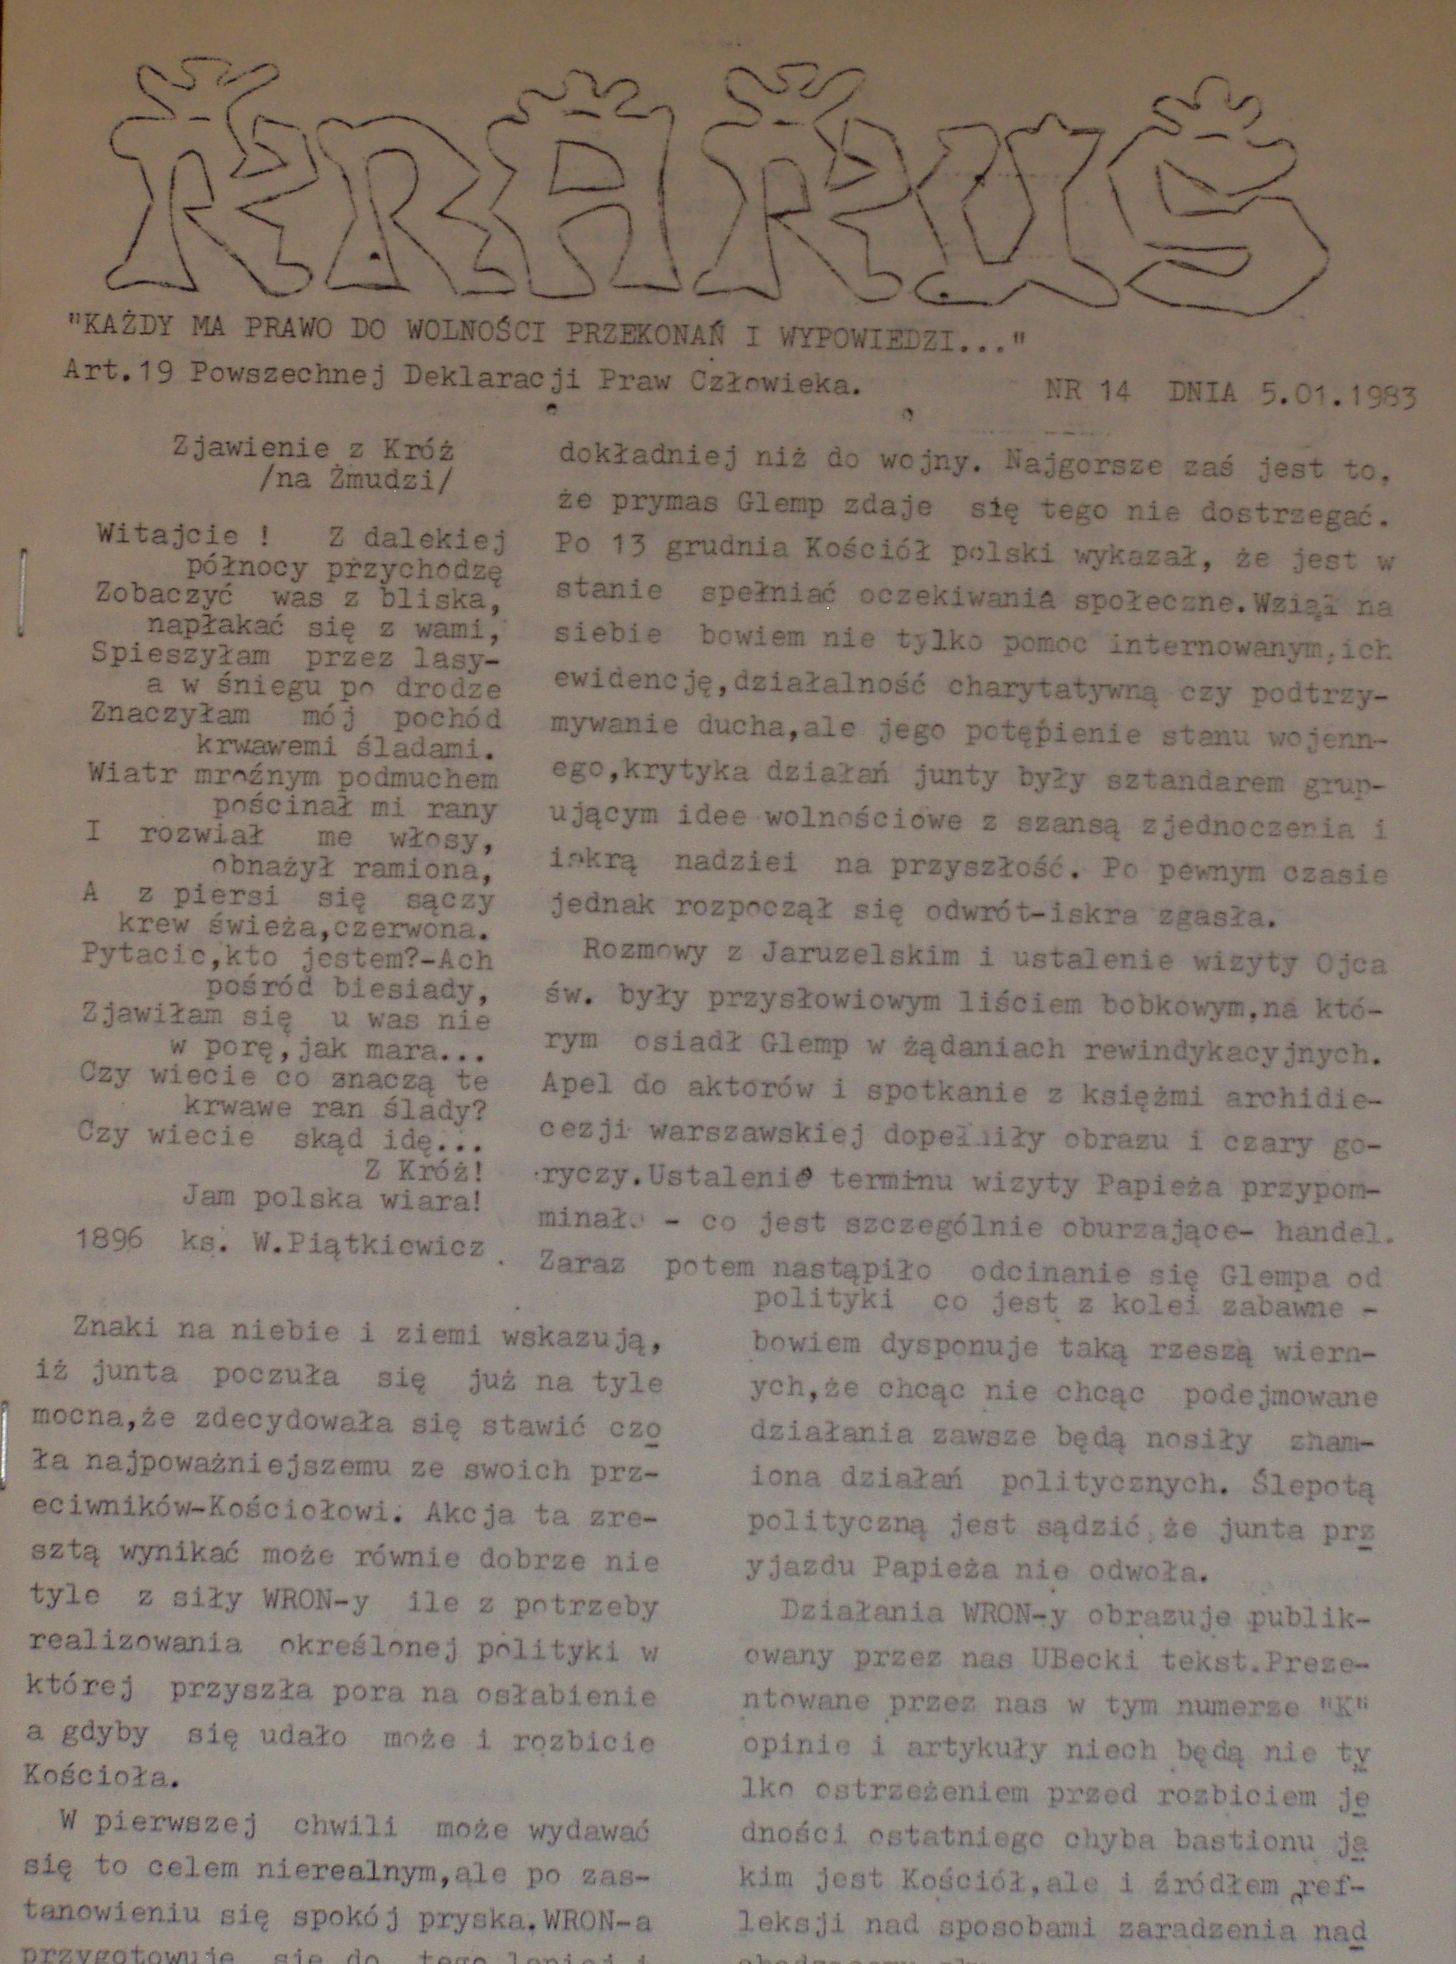 KRAKUS
"KAŻDY MA PRAWO DO WOLNOŚCI PRZEKONAŃ I WYPOWIEDZI..."
Art.19 Powszechnej Deklaracji Praw Człowieka.
NR 14 DNIA 5.01.1983
Zjawienie z Króż
/na Żmudzi/
Witajcie ! Z dalekiej
północy przychodzę
Zobaczyć was z bliska,
napłakać się z wami,
Spieszyłam przez lasy-
a w śniegu po drodze
Znaczyłam mój pochód
krwawemi śladami.
Wiatr mroźnym podmuchem
pościnał mi rany
I rozwiał me włosy,
obnażył ramiona,
A z piersi się sączy
krew świeża,czerwona.
Pytacie,kto jestem?-Ach
pośród biesiady,
Zjawiłam się u was nie
w porę,jak mara...
Czy wiecie co znaczą te
krwawe ran ślady?
Czy wiecie skąd idę...
Z Króż!
Jam polska wiara!
1896 ks. W.Piątkiewicz
Znaki na niebie i ziemi wskazują,
iż junta poczuła się już na tyle
mocna,że zdecydowała się stawić czo
ła najpoważniejszemu ze swoich prz-
eciwników-Kościołowi. Akcja ta zre-
sztą wynikać może równie dobrze nie
tyle z siły WRON-y ile z potrzeby
realizowania określonej polityki w
której przyszła pora na osłabienie
a gdyby się udało może i rozbicie
Kościoła.
W pierwszej chwili może wydawać
się to celem nierealnym,ale po zas-
tanowieniu się spokój pryska.WRON-a
przygotowuje się do tego lepiej i
dokładniej niż do wojny. Najgorsze zaś jest to,
że prymas Glemp zdaje się tego nie dostrzegać.
Po 13 grudnia Kościół polski wykazał, że jest w
stanie spełniać oczekiwania społeczne.Wziął na
siebie bowiem nie tylko pomoc internowanym,ich
ewidencję,działalność charytatywną czy podtrzy-
mywanie ducha,ale jego potępienie stanu wojenn-
ego,krytyka działań junty były sztandarem grup-
ującym idee wolnościowe z szansą zjednoczenia i
iskrą nadziei na przyszłość. Po pewnym czasie
jednak rozpoczął się odwrót-iskra zgasła.
Rozmowy z Jaruzelskim i ustalenie wizyty Ojca
św. były przysłowiowym liściem bobkowym,na któ-
rym osiadł Glemp w żądaniach rewindykacyjnych.
Apel do aktorów i spotkanie z księżmi archidie-
cezji warszawskiej dopełniły obrazu i czary go-
ryczy.Ustalenie terminu wizyty Papieża przypom-
minało - co jest szczególnie oburzające- handel.
Zaraz potem nastąpiło odcinanie się Glempa od
polityki co jest z kolei zabawne -
bowiem dysponuje taką rzeszą wiern-
ych,że chcąc nie chcąc podejmowane
działania zawsze będą nosiły znam-
iona działań politycznych. Ślepotą
polityczną jest sądzić,że junta prz
yjazdu Papieża nie odwoła.
Działania WRON-y obrazuje publik-
owany przez nas UBecki tekst.Preze-
ntowane przez nas w tym numerze "K"
opinie i artykuły niech będą nie ty
lko ostrzeżeniem przed rozbiciem je
dności ostatniego chyba bastionu ja
kim jest Kościół,ale i źródłem ref-
leksji nad sposobami zaradzenia nad